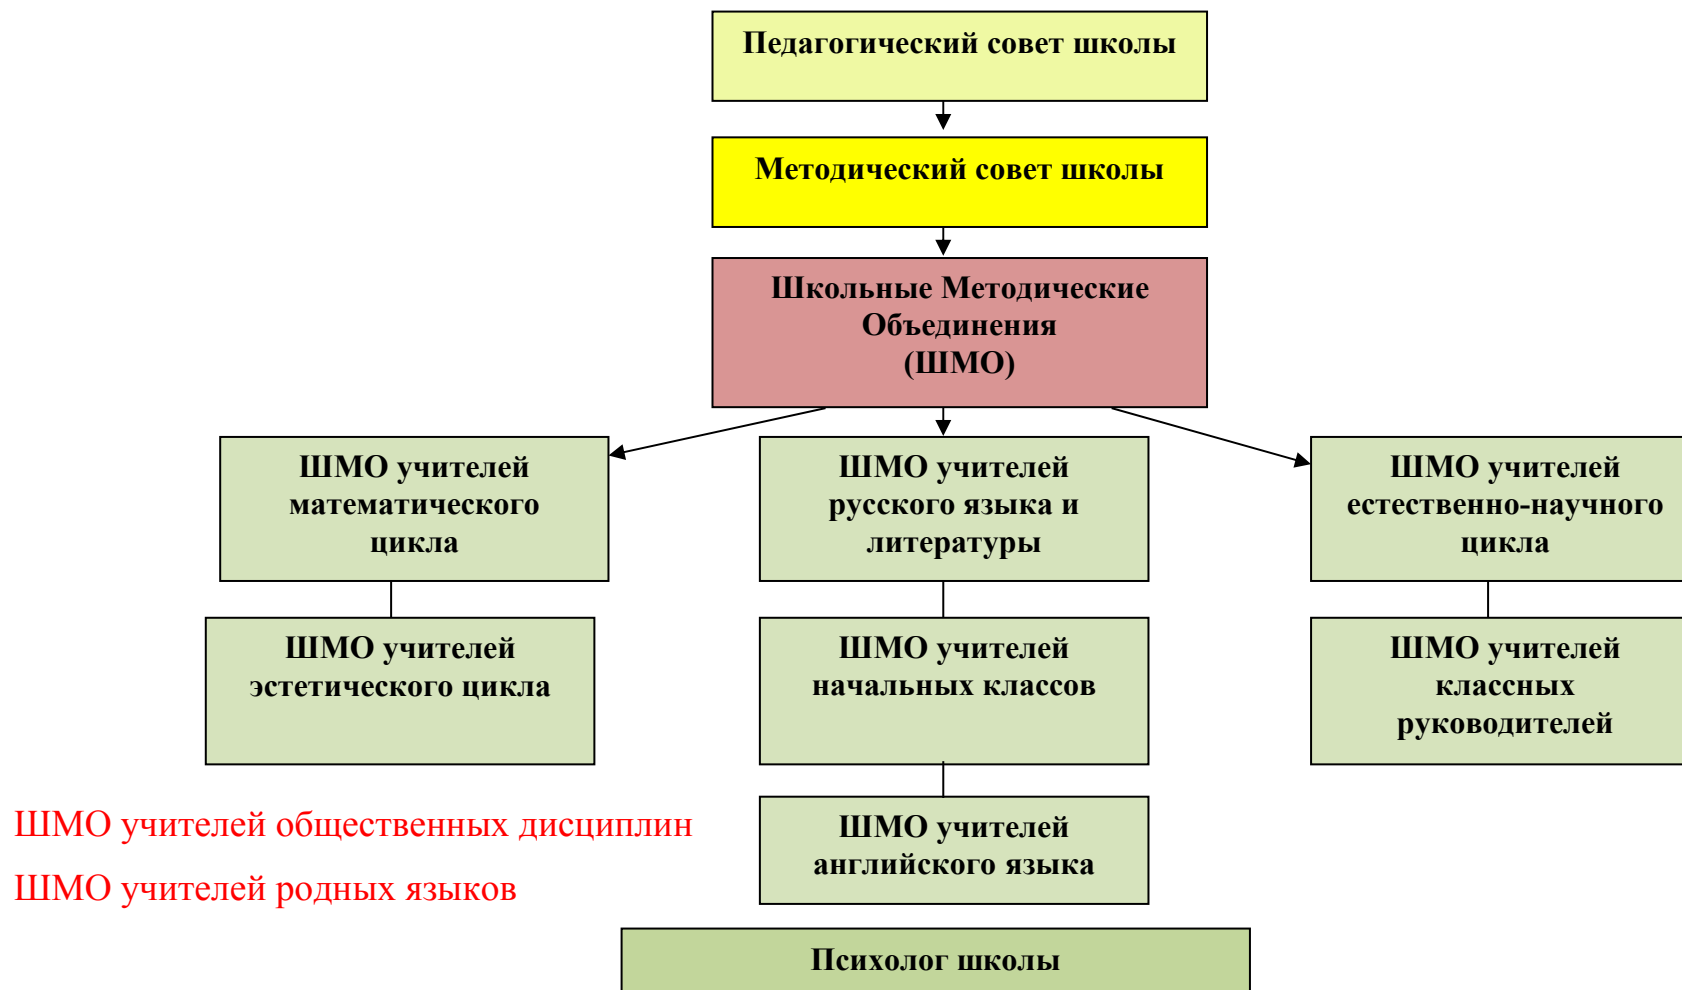 Педагогический совет школы
Методический совет школы
Школьные Методические
Объединения
(ШМО)
ШМО учителей
математического
цикла
ШМО учителей
русского языка и
литературы
ШМО учителей
естественно-научного
цикла
ШМО учителей
эстетического цикла
ШМО учителей
начальных классов
ШМО учителей
классных
руководителей
ШМО учителей общественных дисциплин
ШМО учителей родных языков
ШМО учителей
английского языка
Психолог школы